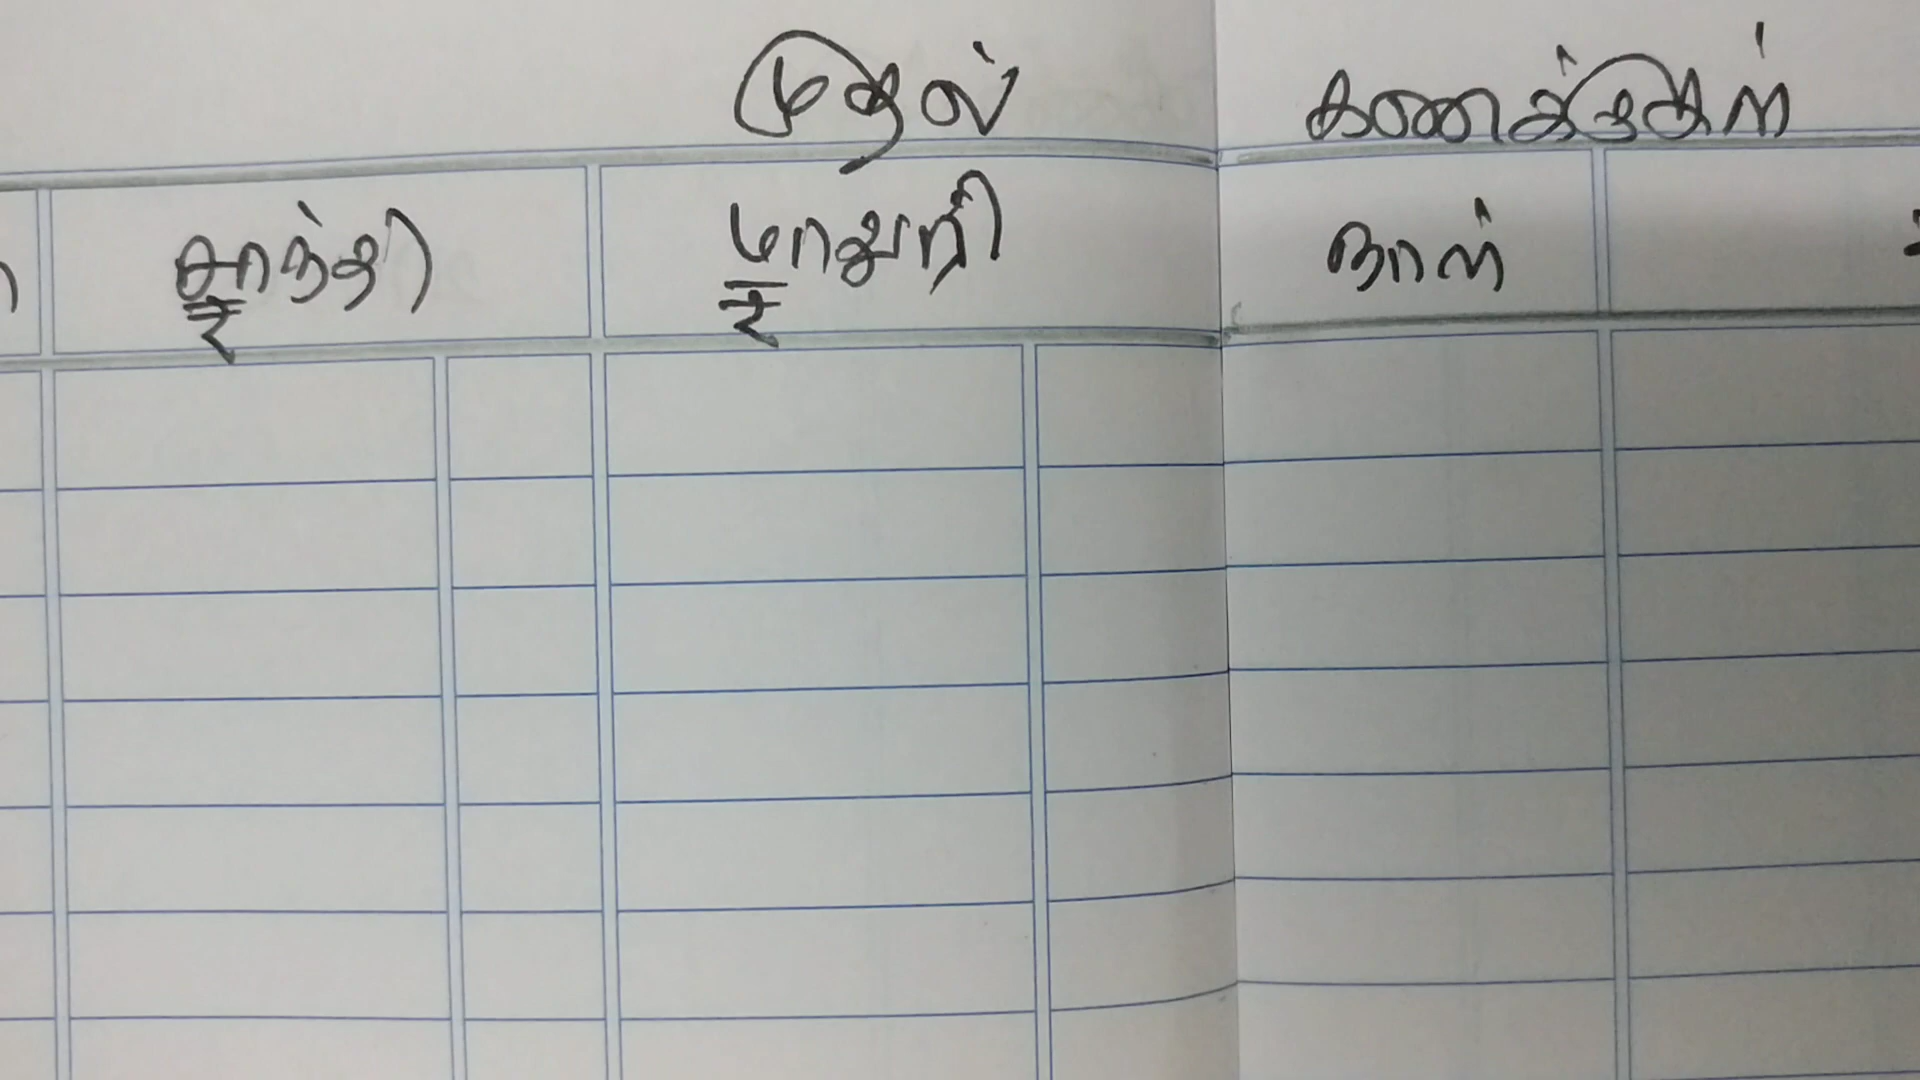 முதல் கணக்குகள்
சாந்தி மாதுரி நாள்
₹ ₹